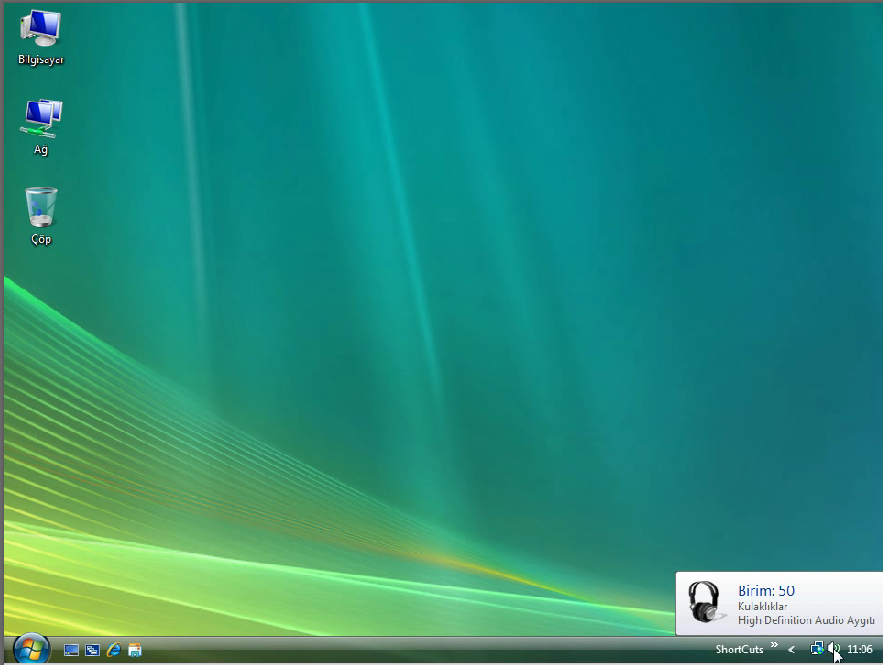 Bilgisayar
Ağ
Çöp
Birim: 50
Kulaklıklar
High Definition Audio Aygıtı
ShortCuts » < 11:06